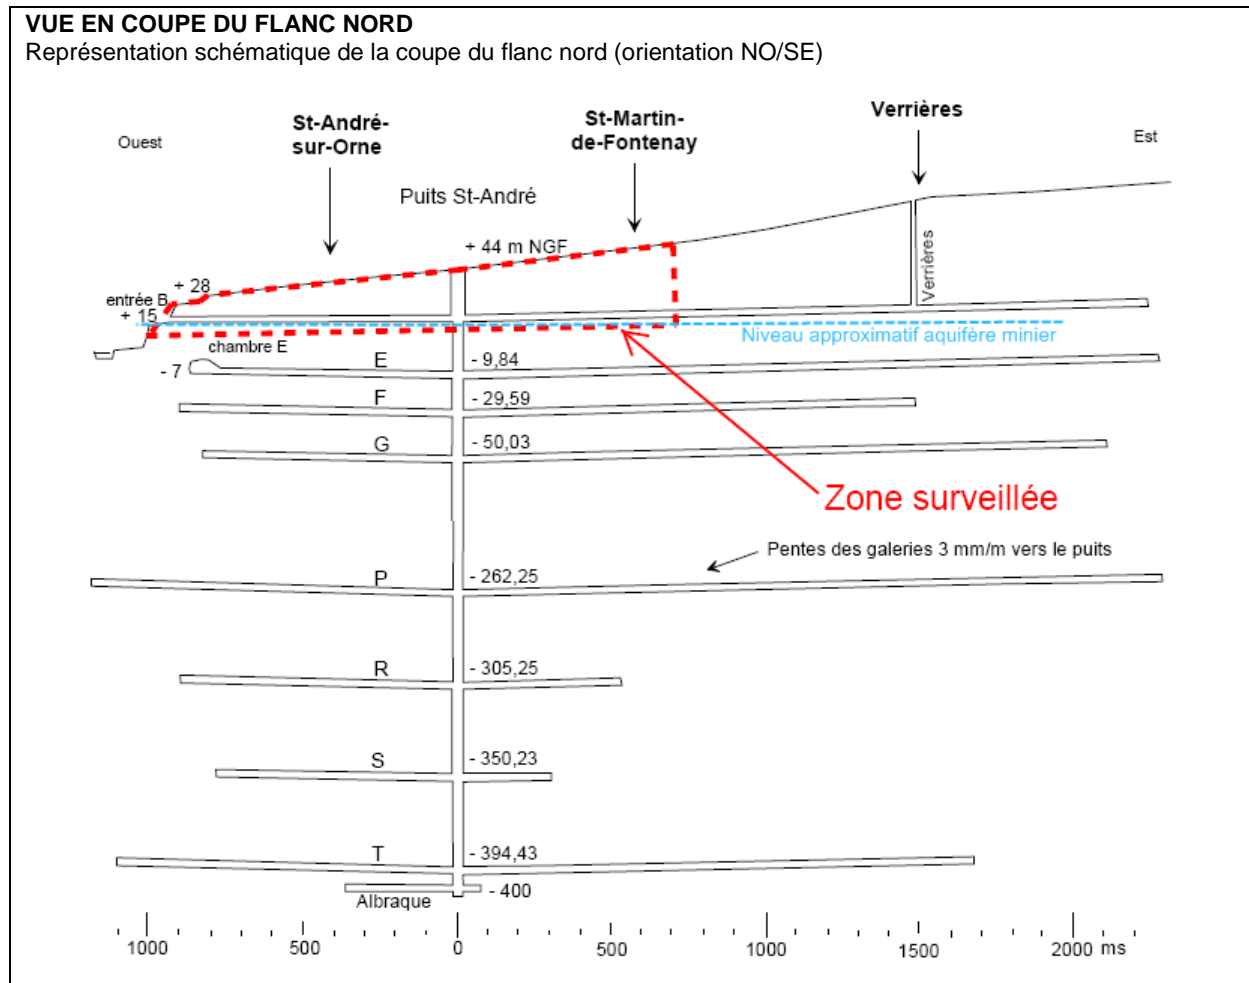 VUE EN COUPE DU FLANC NORD
Représentation schématique de la coupe du flanc nord (orientation NO/SE)
Ouest
St-André-
sur-Orne
St-Martin-
de-Fontenay
Verrières
Est
Puits St-André
+ 44 m NGF
Verrières
+ 28
entrée B
+ 15
Niveau approximatif aquifère minier
chambre E
- 7
E
- 9,84
F
- 29,59
G
- 50,03
Zone surveillée
Pentes des galeries 3 mm/m vers le puits
P
- 262,25
R
- 305,25
S
- 350,23
T
- 394,43
- 400
Albraque
1000
500
0
500
1000
1500
2000 ms